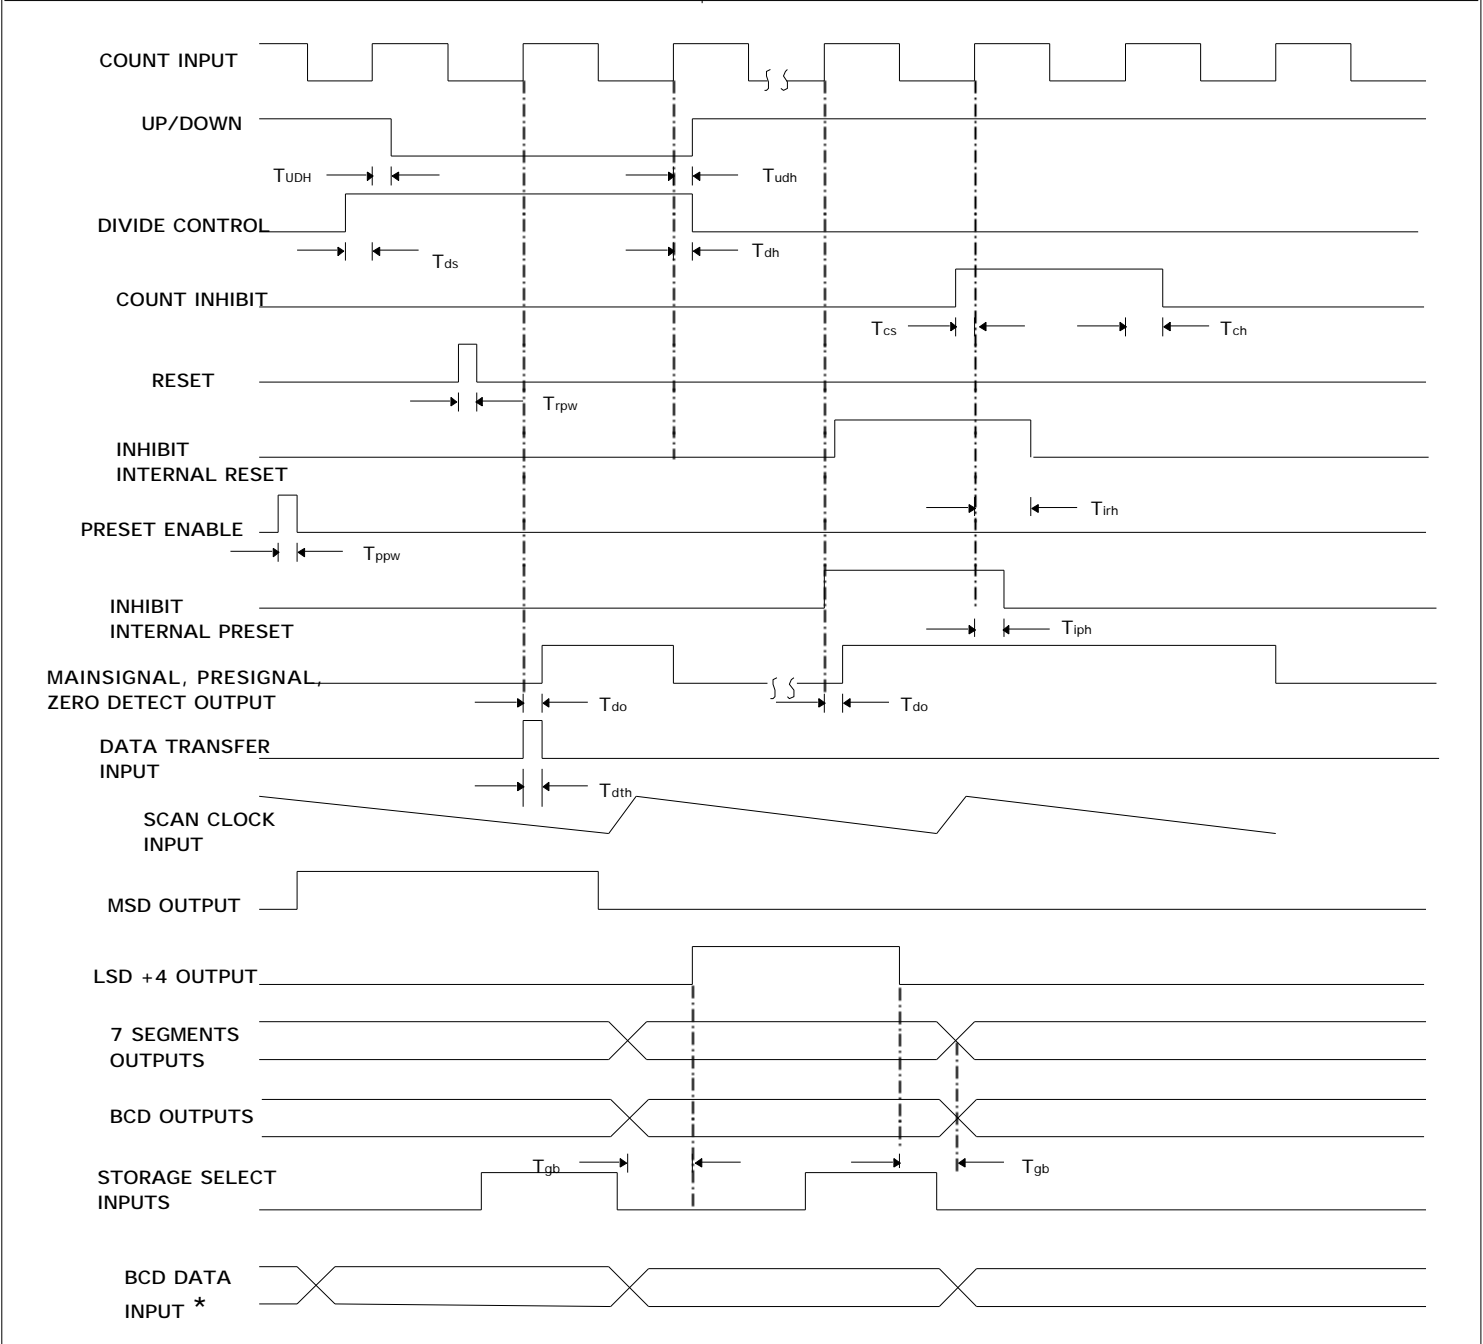 COUNT INPUT
UP/DOWN
TUDH
Tudh
DIVIDE CONTROL
Tds
Tdh
COUNT INHIBIT
Tcs
Tch
RESET
Trpw
INHIBIT
INTERNAL RESET
Tirh
PRESET ENABLE
Tppw
INHIBIT
INTERNAL PRESET
Tiph
MAINSIGNAL, PRESIGNAL,
ZERO DETECT OUTPUT
Tdo
Tdo
DATA TRANSFER
INPUT
Tdth
SCAN CLOCK
INPUT
MSD OUTPUT
LSD +4 OUTPUT
7 SEGMENTS
OUTPUTS
BCD OUTPUTS
Tgb
Tgb
STORAGE SELECT
INPUTS
BCD DATA
INPUT *